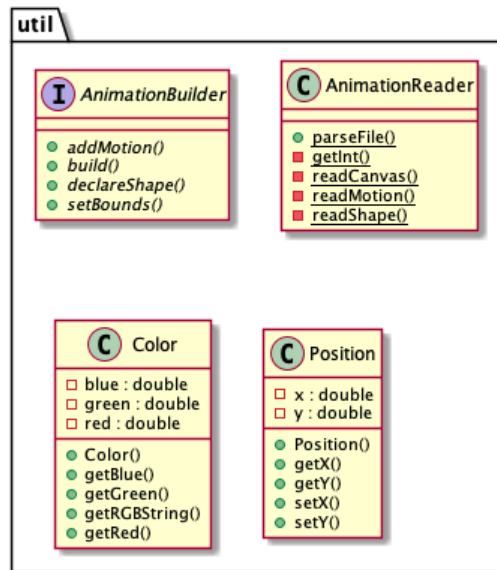 util
I AnimationBuilder
addMotion()
build()
declareShape()
setBounds()
C AnimationReader
parseFile()
getInt()
readCanvas()
readMotion()
readShape()
C Color
blue : double
green : double
red : double
Color()
getBlue()
getGreen()
getRGBString()
getRed()
C Position
x : double
y : double
Position()
getX()
getY()
setX()
setY()